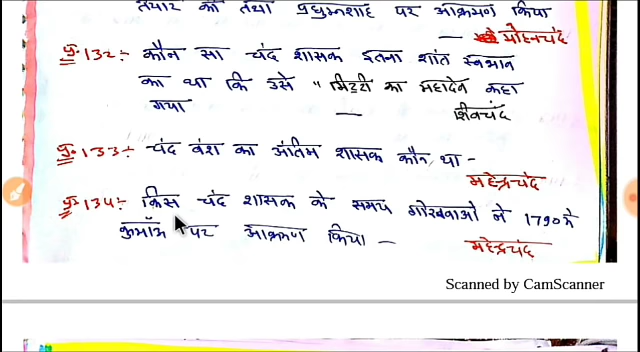 तैयार की तथा प्रद्युम्नशाह पर आक्रमण किया
— मोहनचंद
प्र.132:- कौन सा चंद शासक इतना शांत स्वभाव
का था कि उसे "मिट्टी का महादेव कहा
गया — शिवचंद
प्र.133:- चंद वंश का अंतिम शासक कौन था -
महेन्द्रचंद
प्र.134:- किस चंद शासक के समय गोरखाओ ने 1790 मे
कुमाँऊ पर आक्रमण किया - महेन्द्रचंद
Scanned by CamScanner